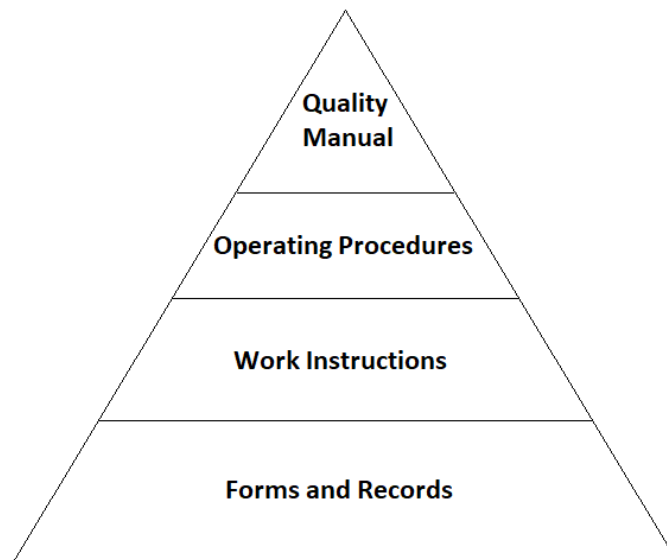 Quality
Manual
Operating Procedures
Work Instructions
Forms and Records